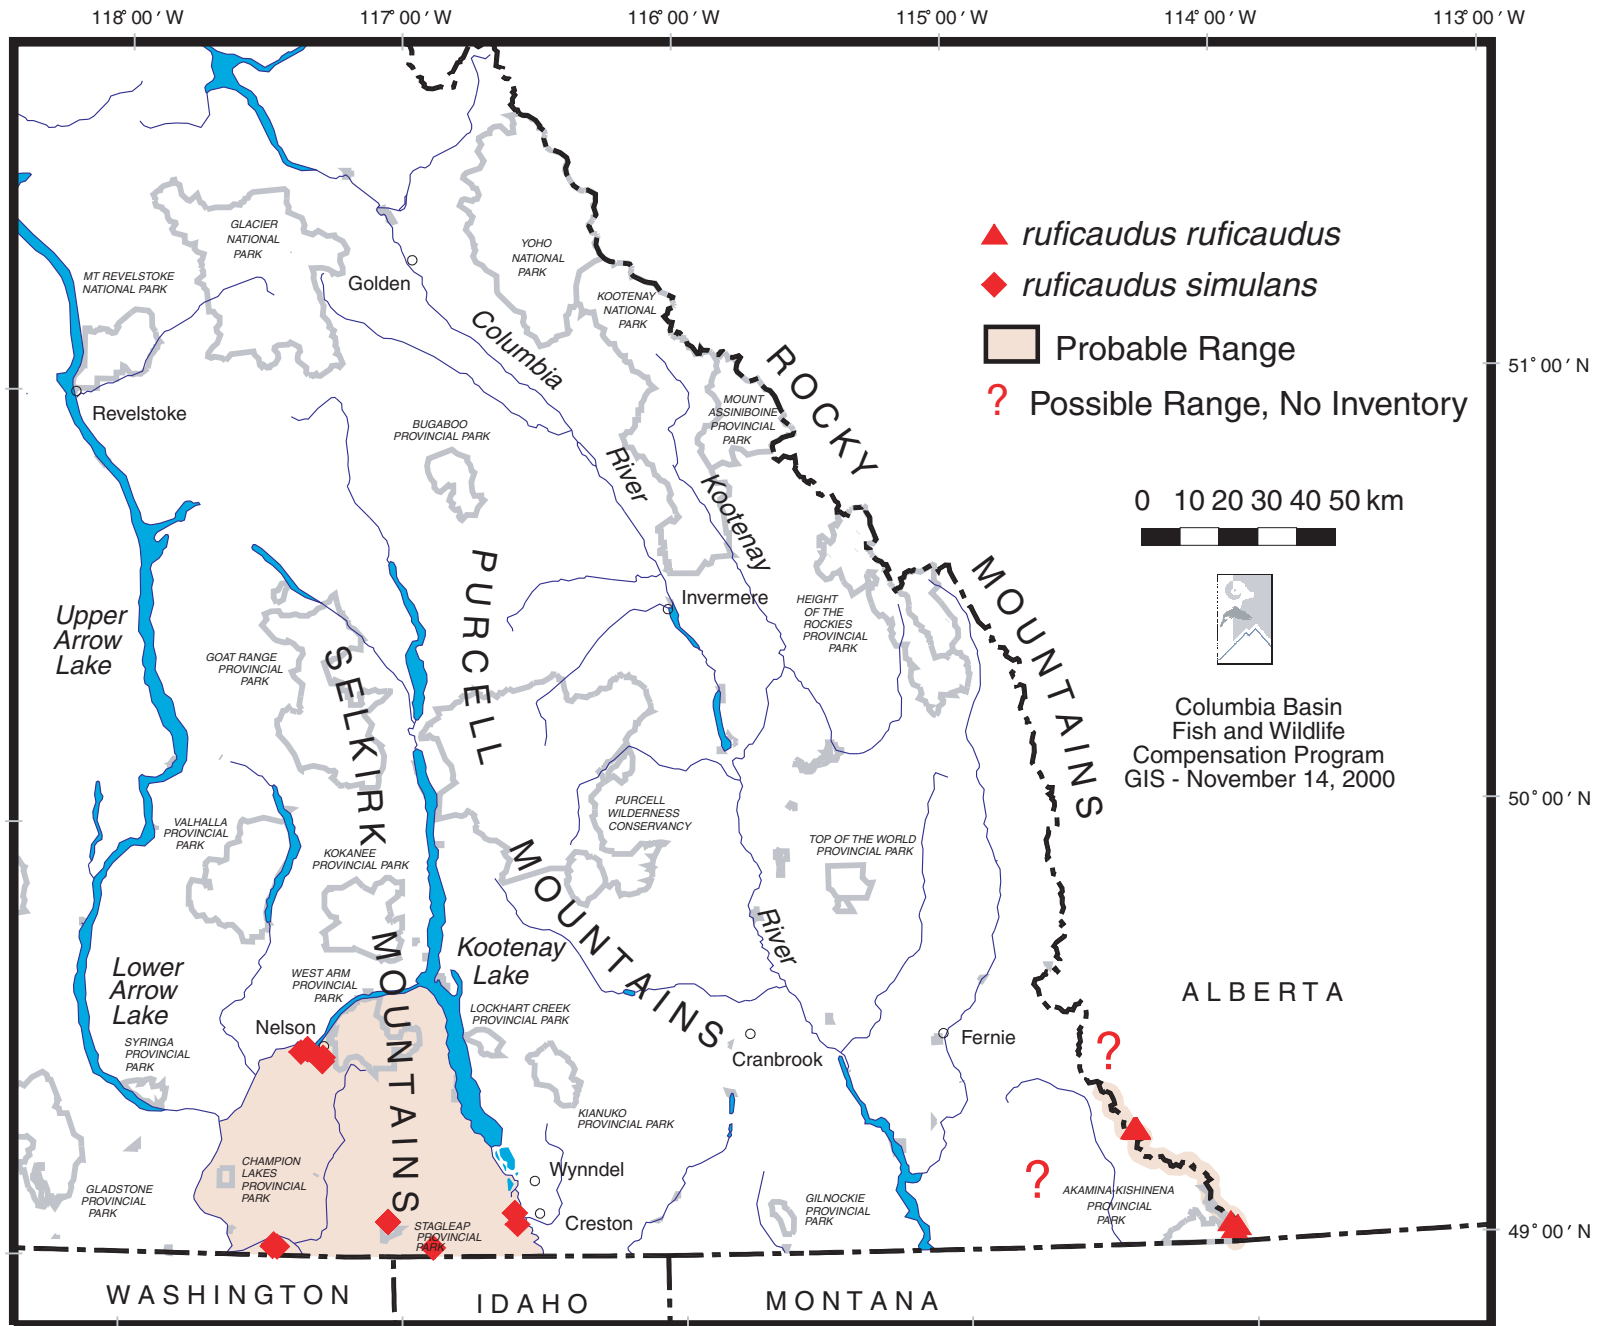 118°00′W 117°00′W 116°00′W 115°00′W 114°00′W 113°00′W
GLACIER
NATIONAL
PARK
MT REVELSTOKE
NATIONAL PARK
Golden
YOHO
NATIONAL
PARK
KOOTENAY
NATIONAL
PARK
ruficaudus ruficaudus
ruficaudus simulans
Probable Range
? Possible Range, No Inventory
51°00′N
Columbia
River
ROCKY
MOUNTAINS
Revelstoke
BUGABOO
PROVINCIAL PARK
MOUNT
ASSINIBOINE
PROVINCIAL
PARK
Kootenay
River
0 10 20 30 40 50 km
Columbia Basin
Fish and Wildlife
Compensation Program
GIS - November 14, 2000
50°00′N
Upper
Arrow
Lake
GOAT RANGE
PROVINCIAL
PARK
SELKIRK
MOUNTAINS
PURCELL
MOUNTAINS
Invermere
HEIGHT
OF THE
ROCKIES
PROVINCIAL
PARK
VALHALLA
PROVINCIAL
PARK
KOKANEE
PROVINCIAL PARK
PURCELL
WILDERNESS
CONSERVANCY
TOP OF THE WORLD
PROVINCIAL PARK
Lower
Arrow
Lake
WEST ARM
PROVINCIAL
PARK
Kootenay
Lake
LOCKHART CREEK
PROVINCIAL PARK
ALBERTA
Nelson
SYRINGA
PROVINCIAL
PARK
Cranbrook
Fernie
?
KIANUKO
PROVINCIAL PARK
CHAMPION
LAKES
PROVINCIAL
PARK
Wynndel
?
GLADSTONE
PROVINCIAL
PARK
AKAMINA-KISHINENA
PROVINCIAL
PARK
GILNOCKIE
PROVINCIAL
PARK
Creston
STAGLEAP
PROVINCIAL
PARK
49°00′N
WASHINGTON
IDAHO
MONTANA